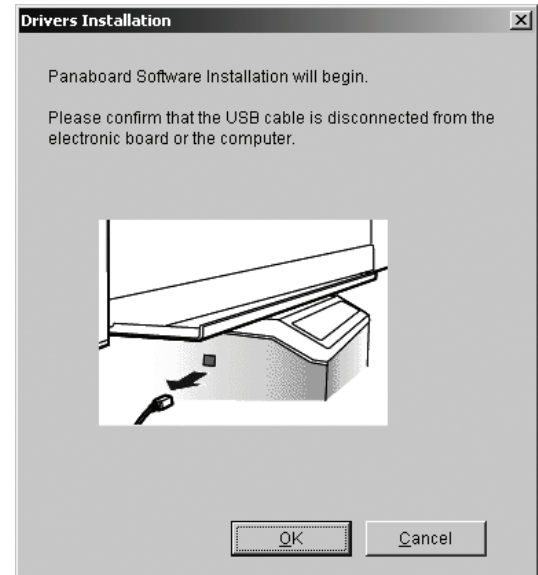 Drivers Installation
Panaboard Software Installation will begin.
Please confirm that the USB cable is disconnected from the
electronic board or the computer.
OK
Cancel